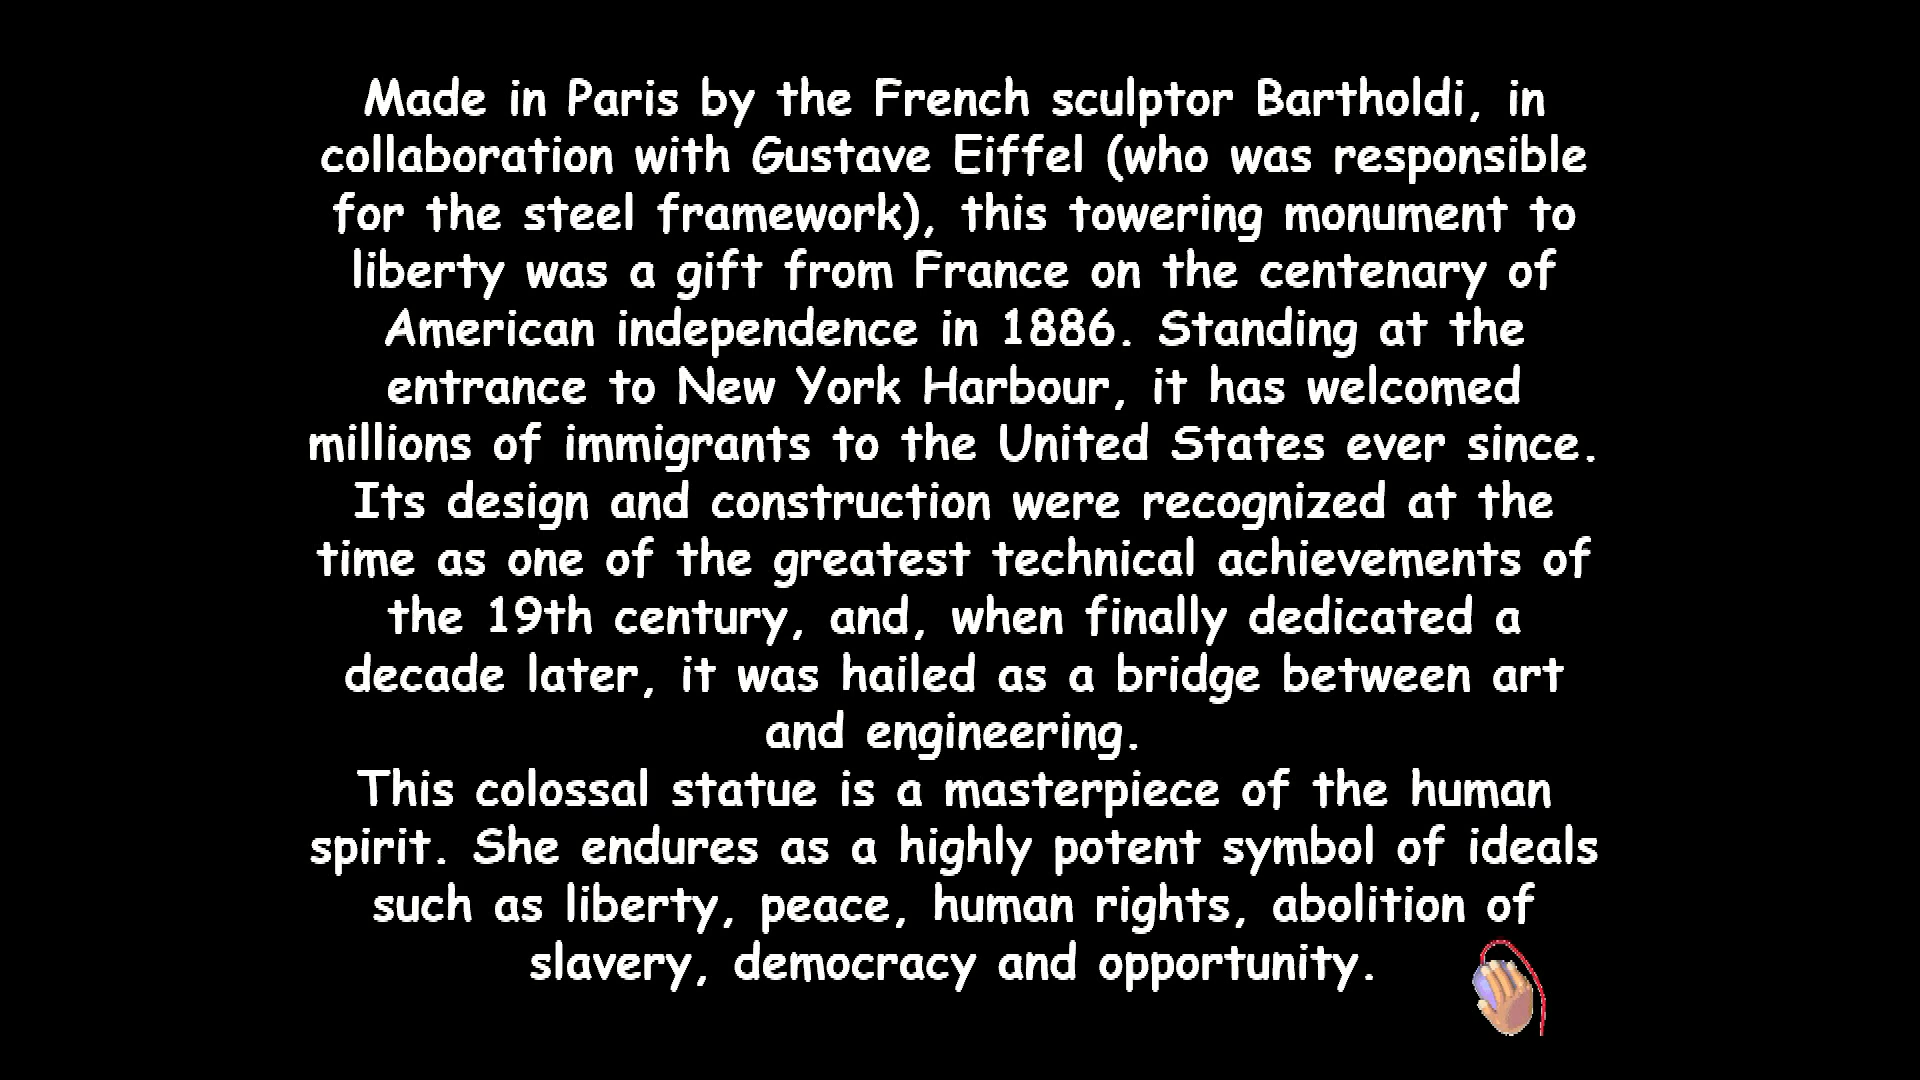 Made in Paris by the French sculptor Bartholdi, in
collaboration with Gustave Eiffel (who was responsible
for the steel framework), this towering monument to
liberty was a gift from France on the centenary of
American independence in 1886. Standing at the
entrance to New York Harbour, it has welcomed
millions of immigrants to the United States ever since.
Its design and construction were recognized at the
time as one of the greatest technical achievements of
the 19th century, and, when finally dedicated a
decade later, it was hailed as a bridge between art
and engineering.
This colossal statue is a masterpiece of the human
spirit. She endures as a highly potent symbol of ideals
such as liberty, peace, human rights, abolition of
slavery, democracy and opportunity.